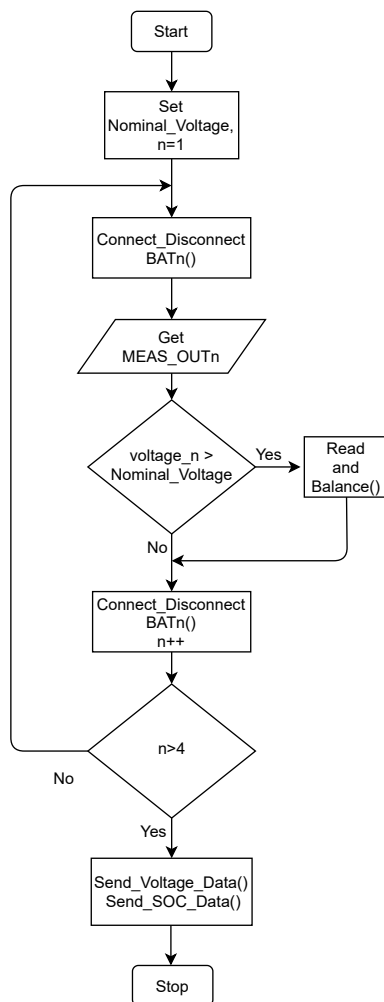 Start
Set
Nominal_Voltage,
n=1
Connect_Disconnect
BATn()
Get
MEAS_OUTn
voltage_n >
Nominal_Voltage
Yes
Read
and
Balance()
No
Connect_Disconnect
BATn()
n++
n>4
No
Yes
Send_Voltage_Data()
Send_SOC_Data()
Stop